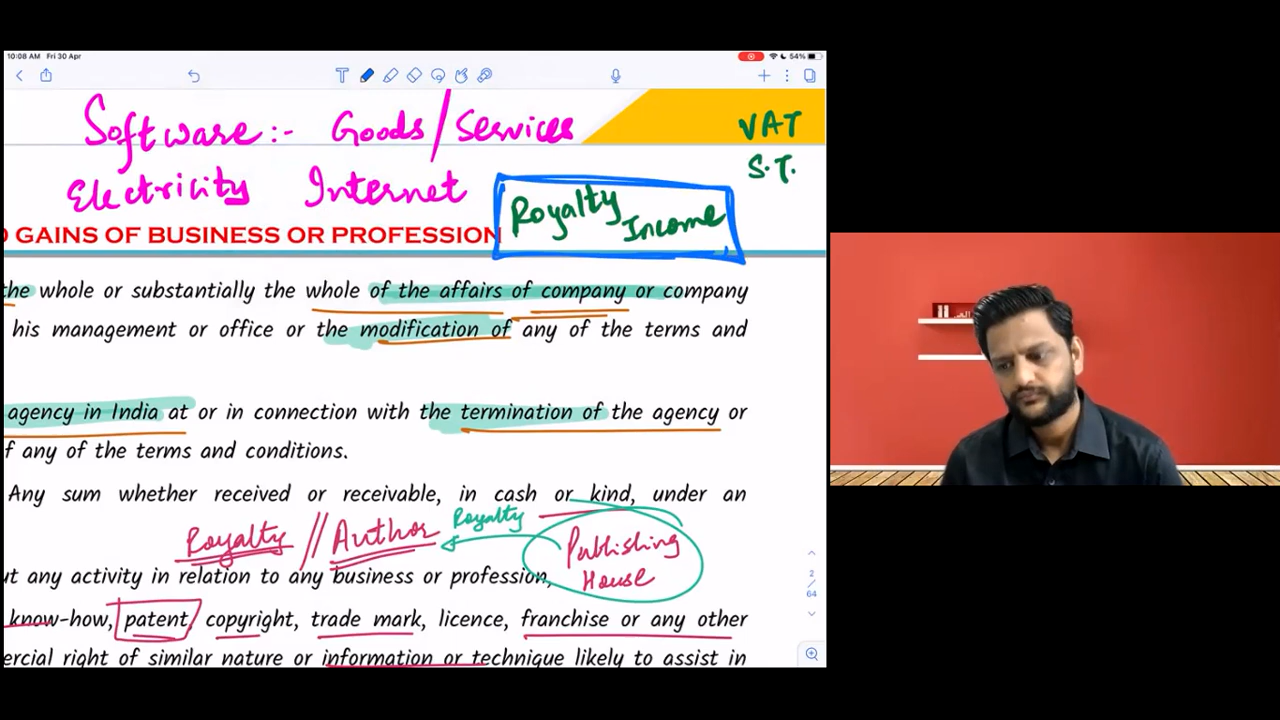 10:08 AM Fri 30 Apr
54%
Software:- Goods/Services
VAT
S.T.
Electricity Internet
Royalty Income
GAINS OF BUSINESS OR PROFESSION
the whole or substantially the whole of the affairs of company or company
his management or office or the modification of any of the terms and
agency in India at or in connection with the termination of the agency or
of any of the terms and conditions.
Any sum whether received or receivable, in cash or kind, under an
Royalty // Author Royalty Publishing House
any activity in relation to any business or profession,
know-how, patent, copyright, trade mark, licence, franchise or any other
right of similar nature or information or technique likely to assist in
2
/
64